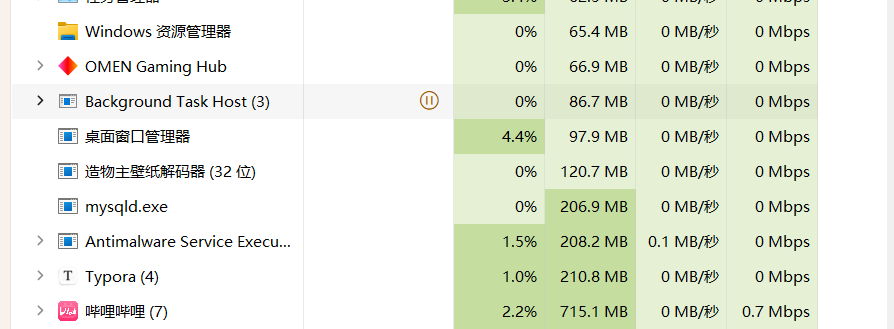 Windows 资源管理器 0% 65.4 MB 0 MB/秒 0 Mbps
OMEN Gaming Hub 0% 66.9 MB 0 MB/秒 0 Mbps
Background Task Host (3) 0% 86.7 MB 0 MB/秒 0 Mbps
桌面窗口管理器 4.4% 97.9 MB 0 MB/秒 0 Mbps
造物主壁纸解码器 (32 位) 0% 120.7 MB 0 MB/秒 0 Mbps
mysqld.exe 0% 206.9 MB 0 MB/秒 0 Mbps
Antimalware Service Execu... 1.5% 208.2 MB 0.1 MB/秒 0 Mbps
T Typora (4) 1.0% 210.8 MB 0 MB/秒 0 Mbps
哔哩哔哩 (7) 2.2% 715.1 MB 0 MB/秒 0.7 Mbps